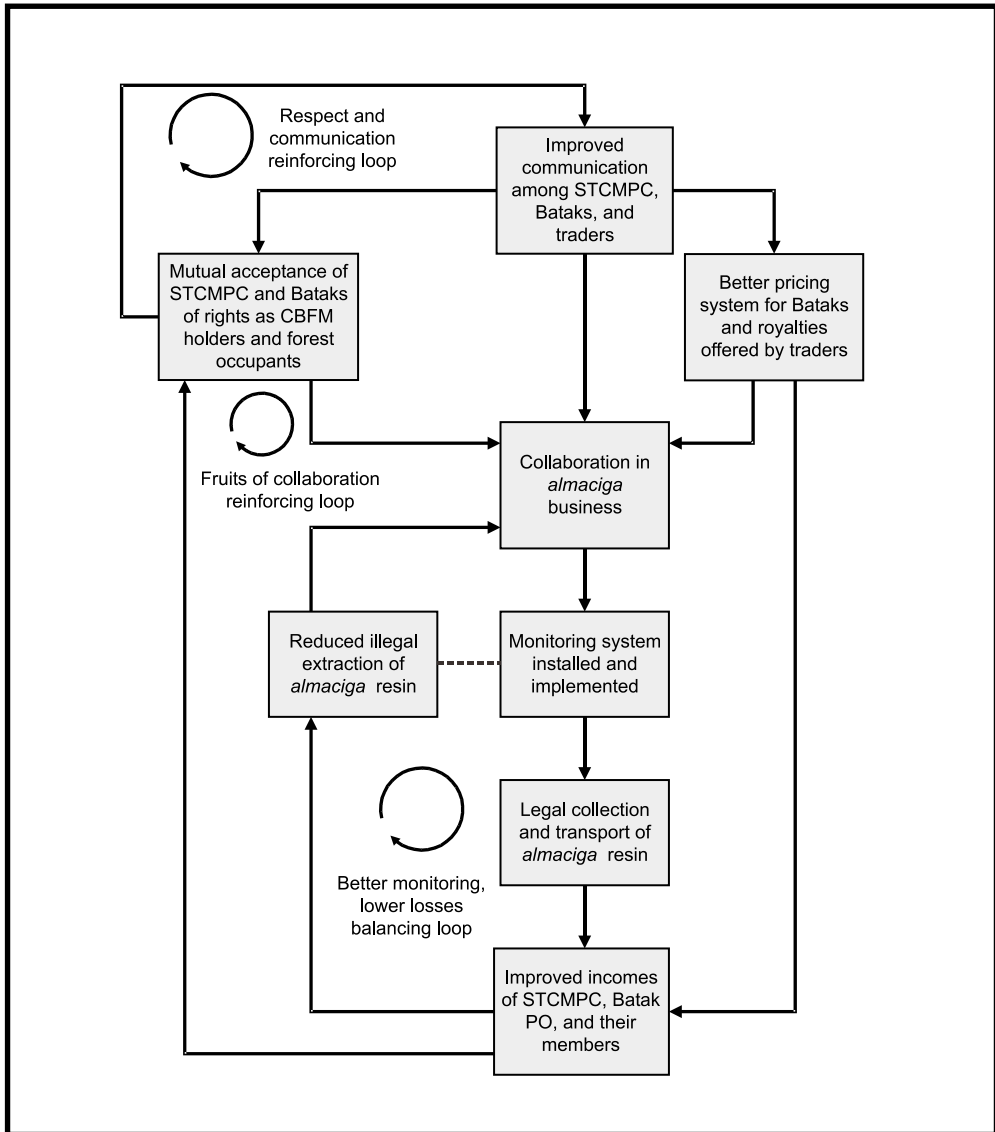 Respect and
communication
reinforcing loop
Improved
communication
among STCMPC,
Bataks, and
traders
Mutual acceptance of
STCMPC and Bataks
of rights as CBFM
holders and forest
occupants
Better pricing
system for Bataks
and royalties
offered by traders
Fruits of collaboration
reinforcing loop
Collaboration in
almaciga
business
Reduced illegal
extraction of
almaciga resin
Monitoring system
installed and
implemented
Legal collection
and transport of
almaciga resin
Better monitoring,
lower losses
balancing loop
Improved incomes
of STCMPC, Batak
PO, and their
members